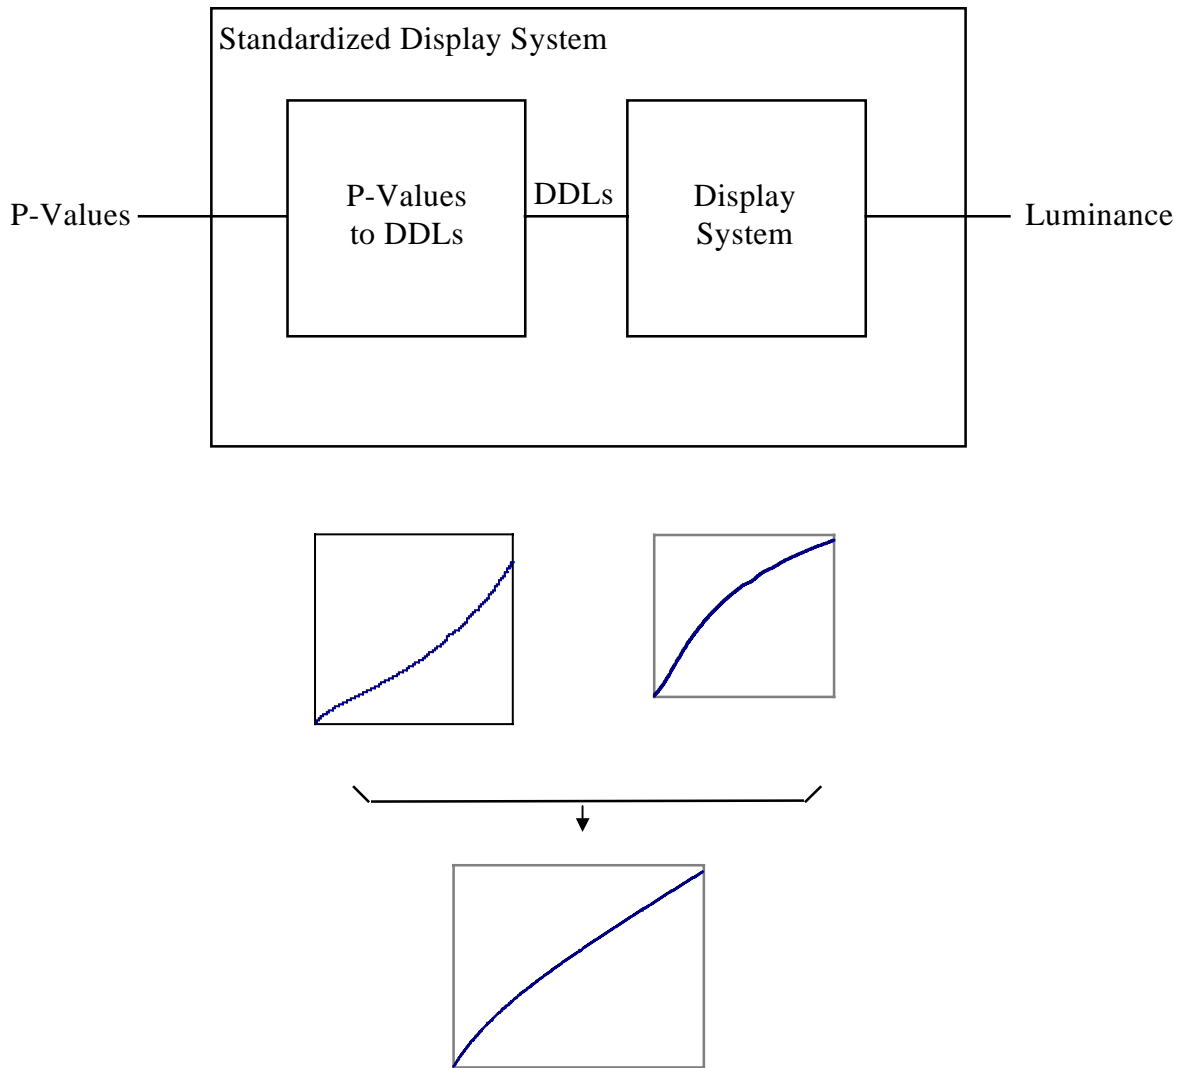 Standardized Display System
P-Values
P-Values
to DDLs
DDLs
Display
System
Luminance